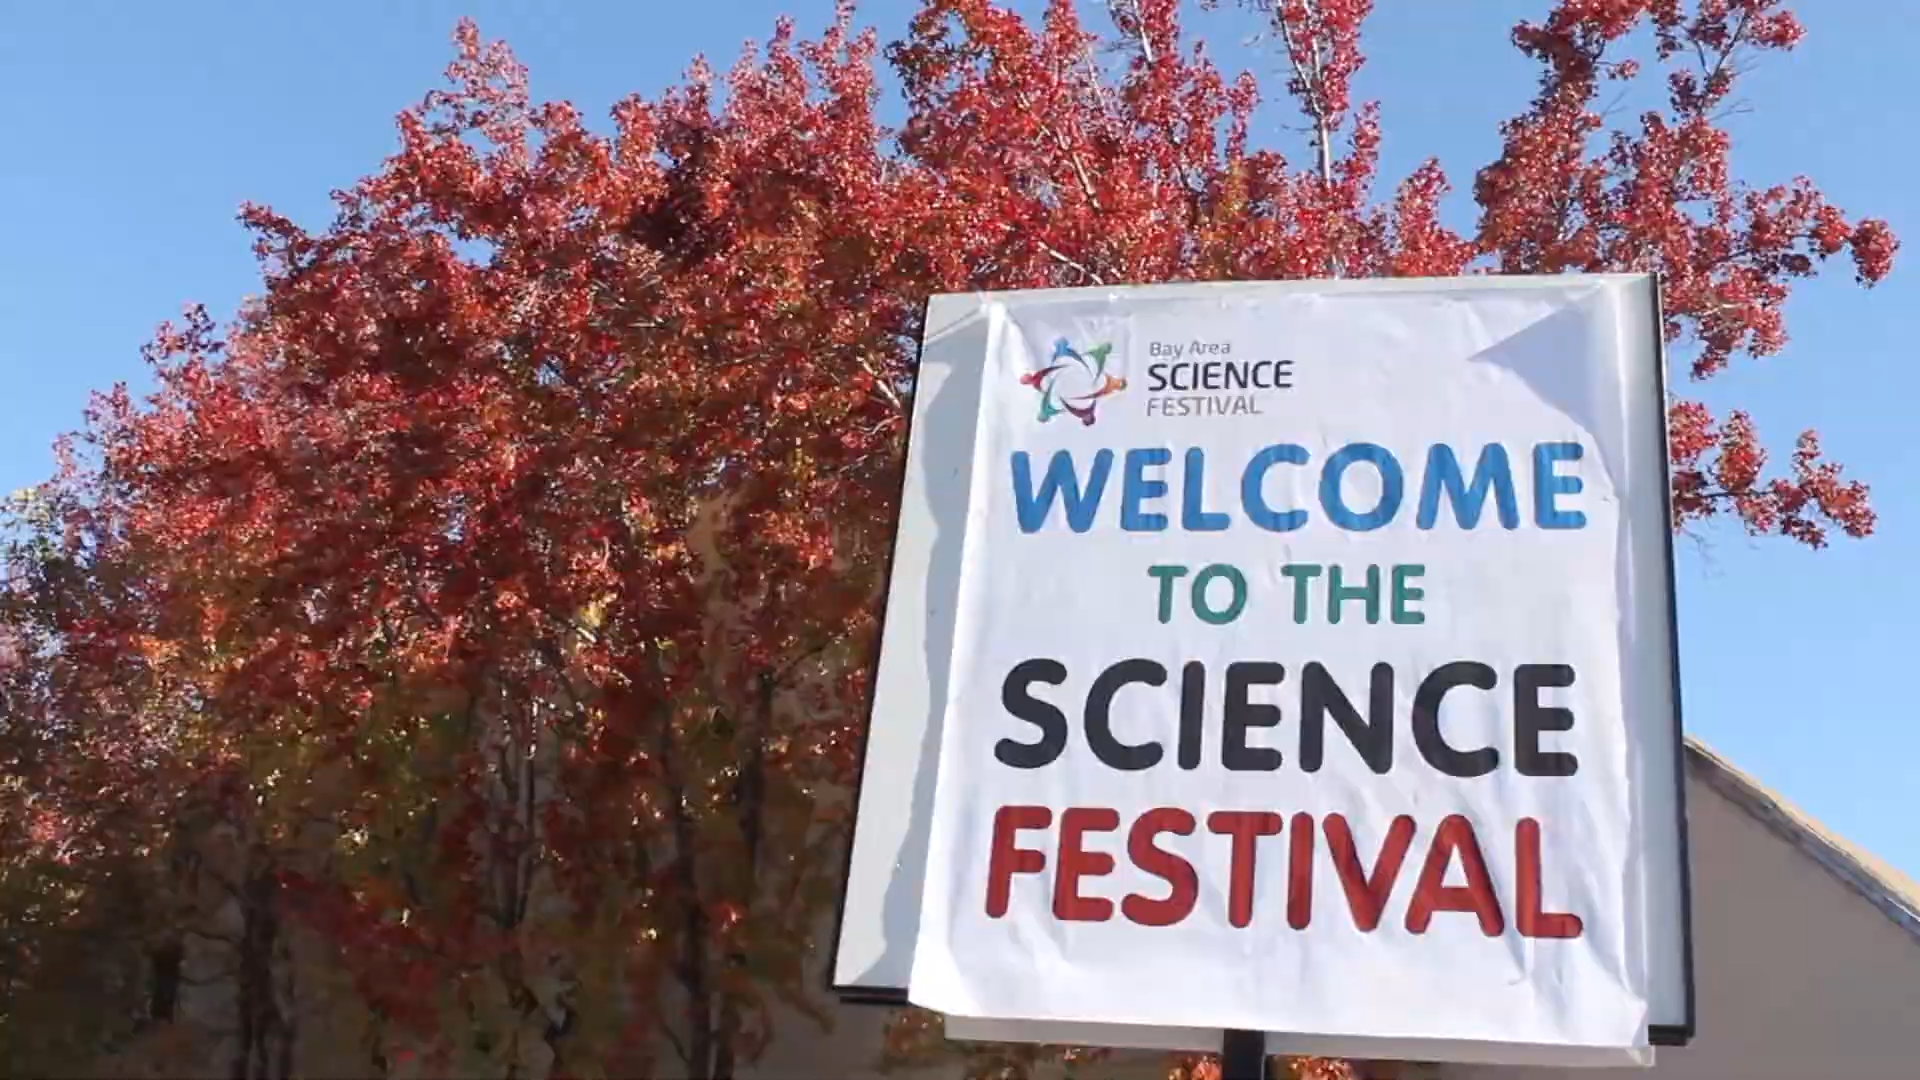 Bay Area
SCIENCE
FESTIVAL
WELCOME
TO THE
SCIENCE
FESTIVAL